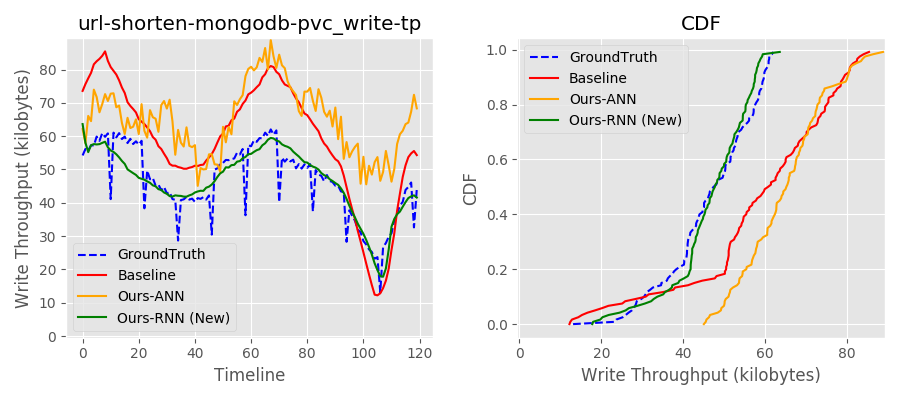 url-shorten-mongodb-pvc_write-tp
Write Throughput (kilobytes)
80
70
60
50
40
30
20
10
0
GroundTruth
Baseline
Ours-ANN
Ours-RNN (New)
0
20
40
60
80
100
120
Timeline
CDF
CDF
1.0
0.8
0.6
0.4
0.2
0.0
GroundTruth
Baseline
Ours-ANN
Ours-RNN (New)
0
20
40
60
80
Write Throughput (kilobytes)